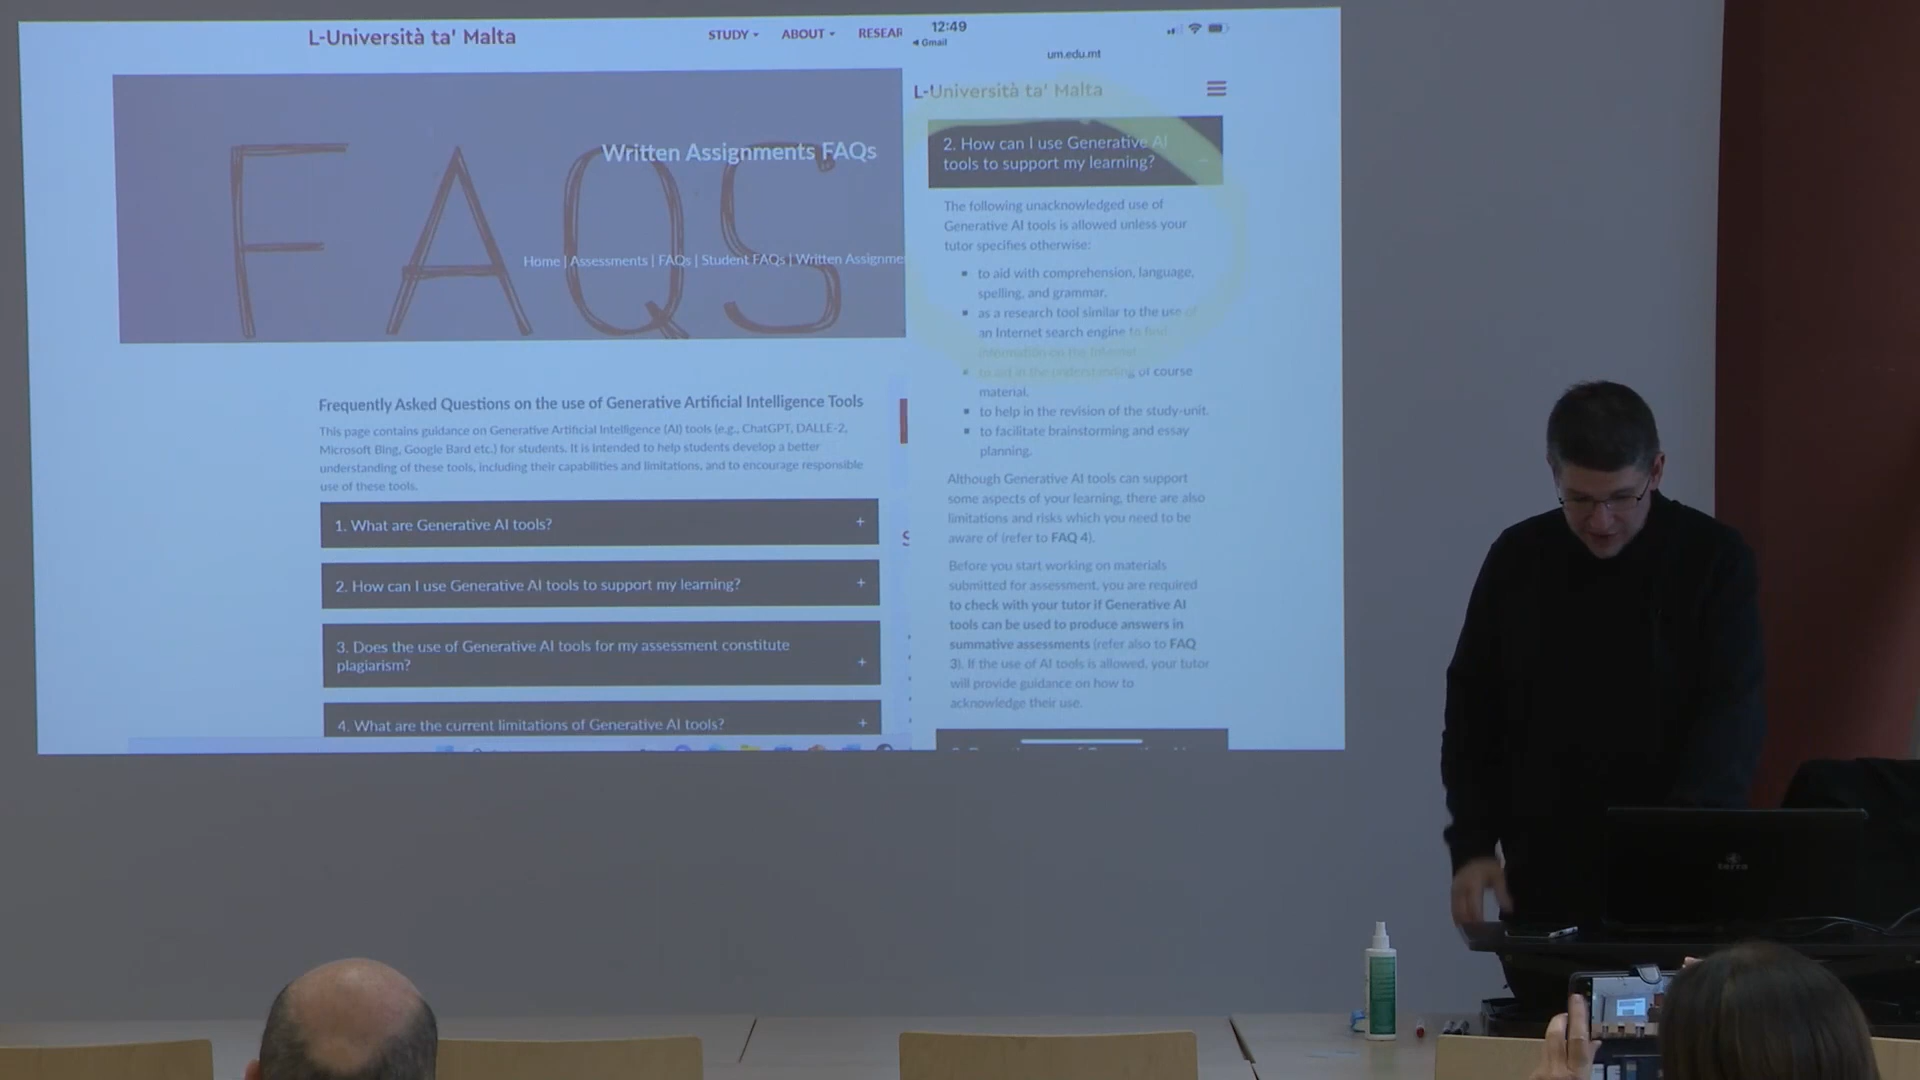 L-Università ta' Malta
STUDY
ABOUT
RESEAR
FAQS
Written Assignments FAQs
Home | Assessments | FAQs | Student FAQs | Written Assignme
Frequently Asked Questions on the use of Generative Artificial Intelligence Tools
This page contains guidance on Generative Artificial Intelligence (AI) tools (e.g., ChatGPT, DALLE-2,
Microsoft Bing, Google Bard etc.) for students. It is intended to help students develop a better
understanding of these tools, including their capabilities and limitations, and to encourage responsible
use of these tools.
1. What are Generative AI tools? +
2. How can I use Generative AI tools to support my learning? +
3. Does the use of Generative AI tools for my assessment constitute
plagiarism? +
4. What are the current limitations of Generative AI tools? +
12:49
Gmail
um.edu.mt
L-Università ta' Malta
2. How can I use Generative AI
tools to support my learning?
The following unacknowledged use of
Generative AI tools is allowed unless your
tutor specifies otherwise:
to aid with comprehension, language,
spelling, and grammar.
as a research tool similar to the use of
an Internet search engine to find
information on the Internet.
to aid in the understanding of course
material.
to help in the revision of the study-unit.
to facilitate brainstorming and essay
planning.
Although Generative AI tools can support
some aspects of your learning, there are also
limitations and risks which you need to be
aware of (refer to FAQ 4).
Before you start working on materials
submitted for assessment, you are required
to check with your tutor if Generative AI
tools can be used to produce answers in
summative assessments (refer also to FAQ
3). If the use of AI tools is allowed, your tutor
will provide guidance on how to
acknowledge their use.
terra